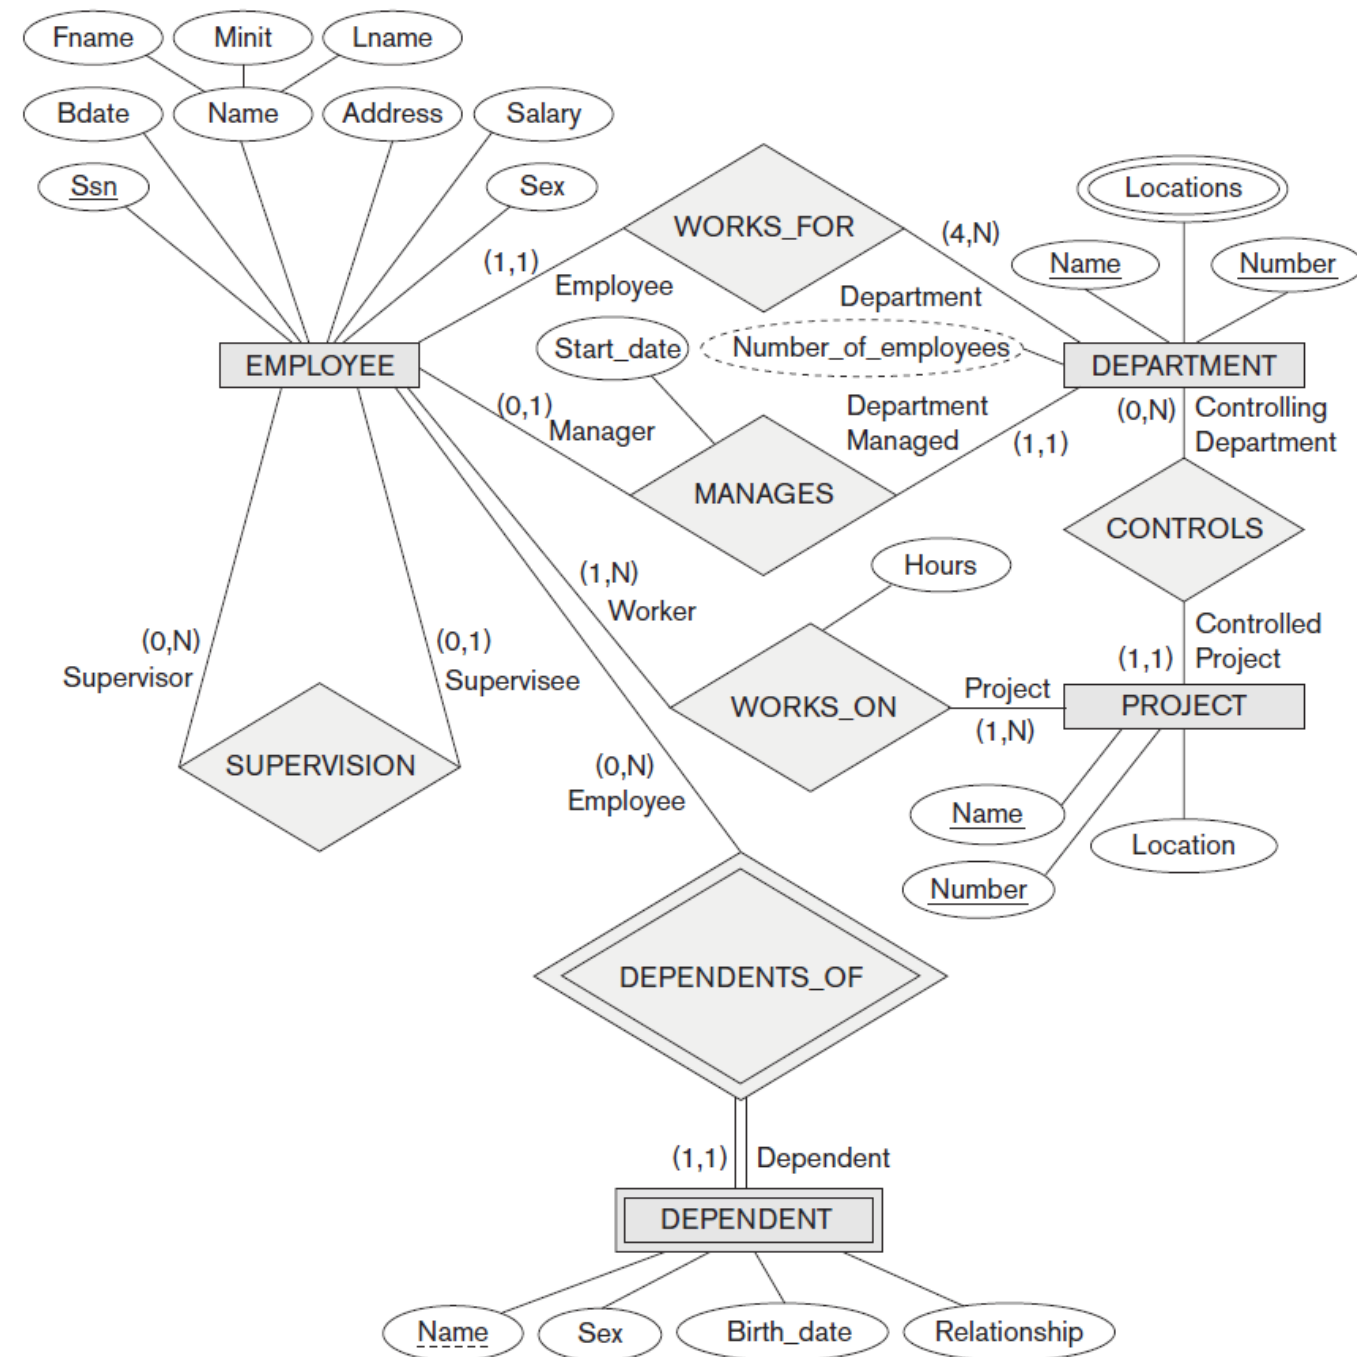 Fname
Minit
Lname
Bdate
Name
Address
Salary
Ssn
Sex
WORKS_FOR
Locations
(1,1)
Employee
(4,N)
Department
Name
Number
Start_date
Number_of_employees
EMPLOYEE
DEPARTMENT
(0,1)
Manager
Department
Managed
(1,1)
(0,N)
Controlling
Department
MANAGES
CONTROLS
Hours
(1,N)
Worker
(0,N)
Supervisor
(0,1)
Supervisee
Controlled
Project
(1,1)
SUPERVISION
WORKS_ON
Project
(1,N)
PROJECT
(0,N)
Employee
Name
Number
Location
DEPENDENTS_OF
(1,1)
Dependent
DEPENDENT
Name
Sex
Birth_date
Relationship